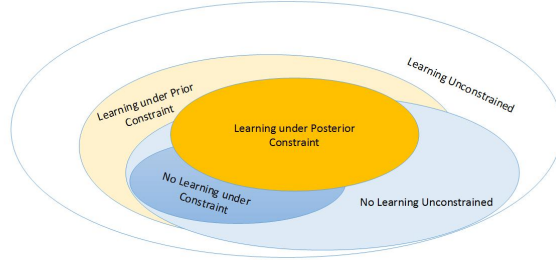 Learning Unconstrained
Learning under Prior
Constraint
Learning under Posterior
Constraint
No Learning under
Constraint
No Learning Unconstrained